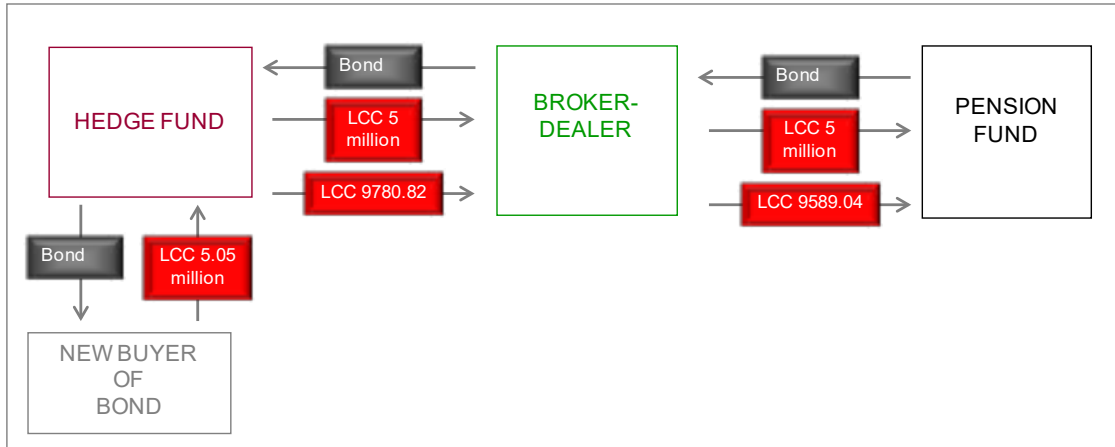 HEDGE FUND
Bond
LCC 5
million
LCC 9780.82
BROKER-
DEALER
Bond
LCC 5
million
LCC 9589.04
PENSION
FUND
Bond
LCC 5.05
million
NEW BUYER
OF
BOND